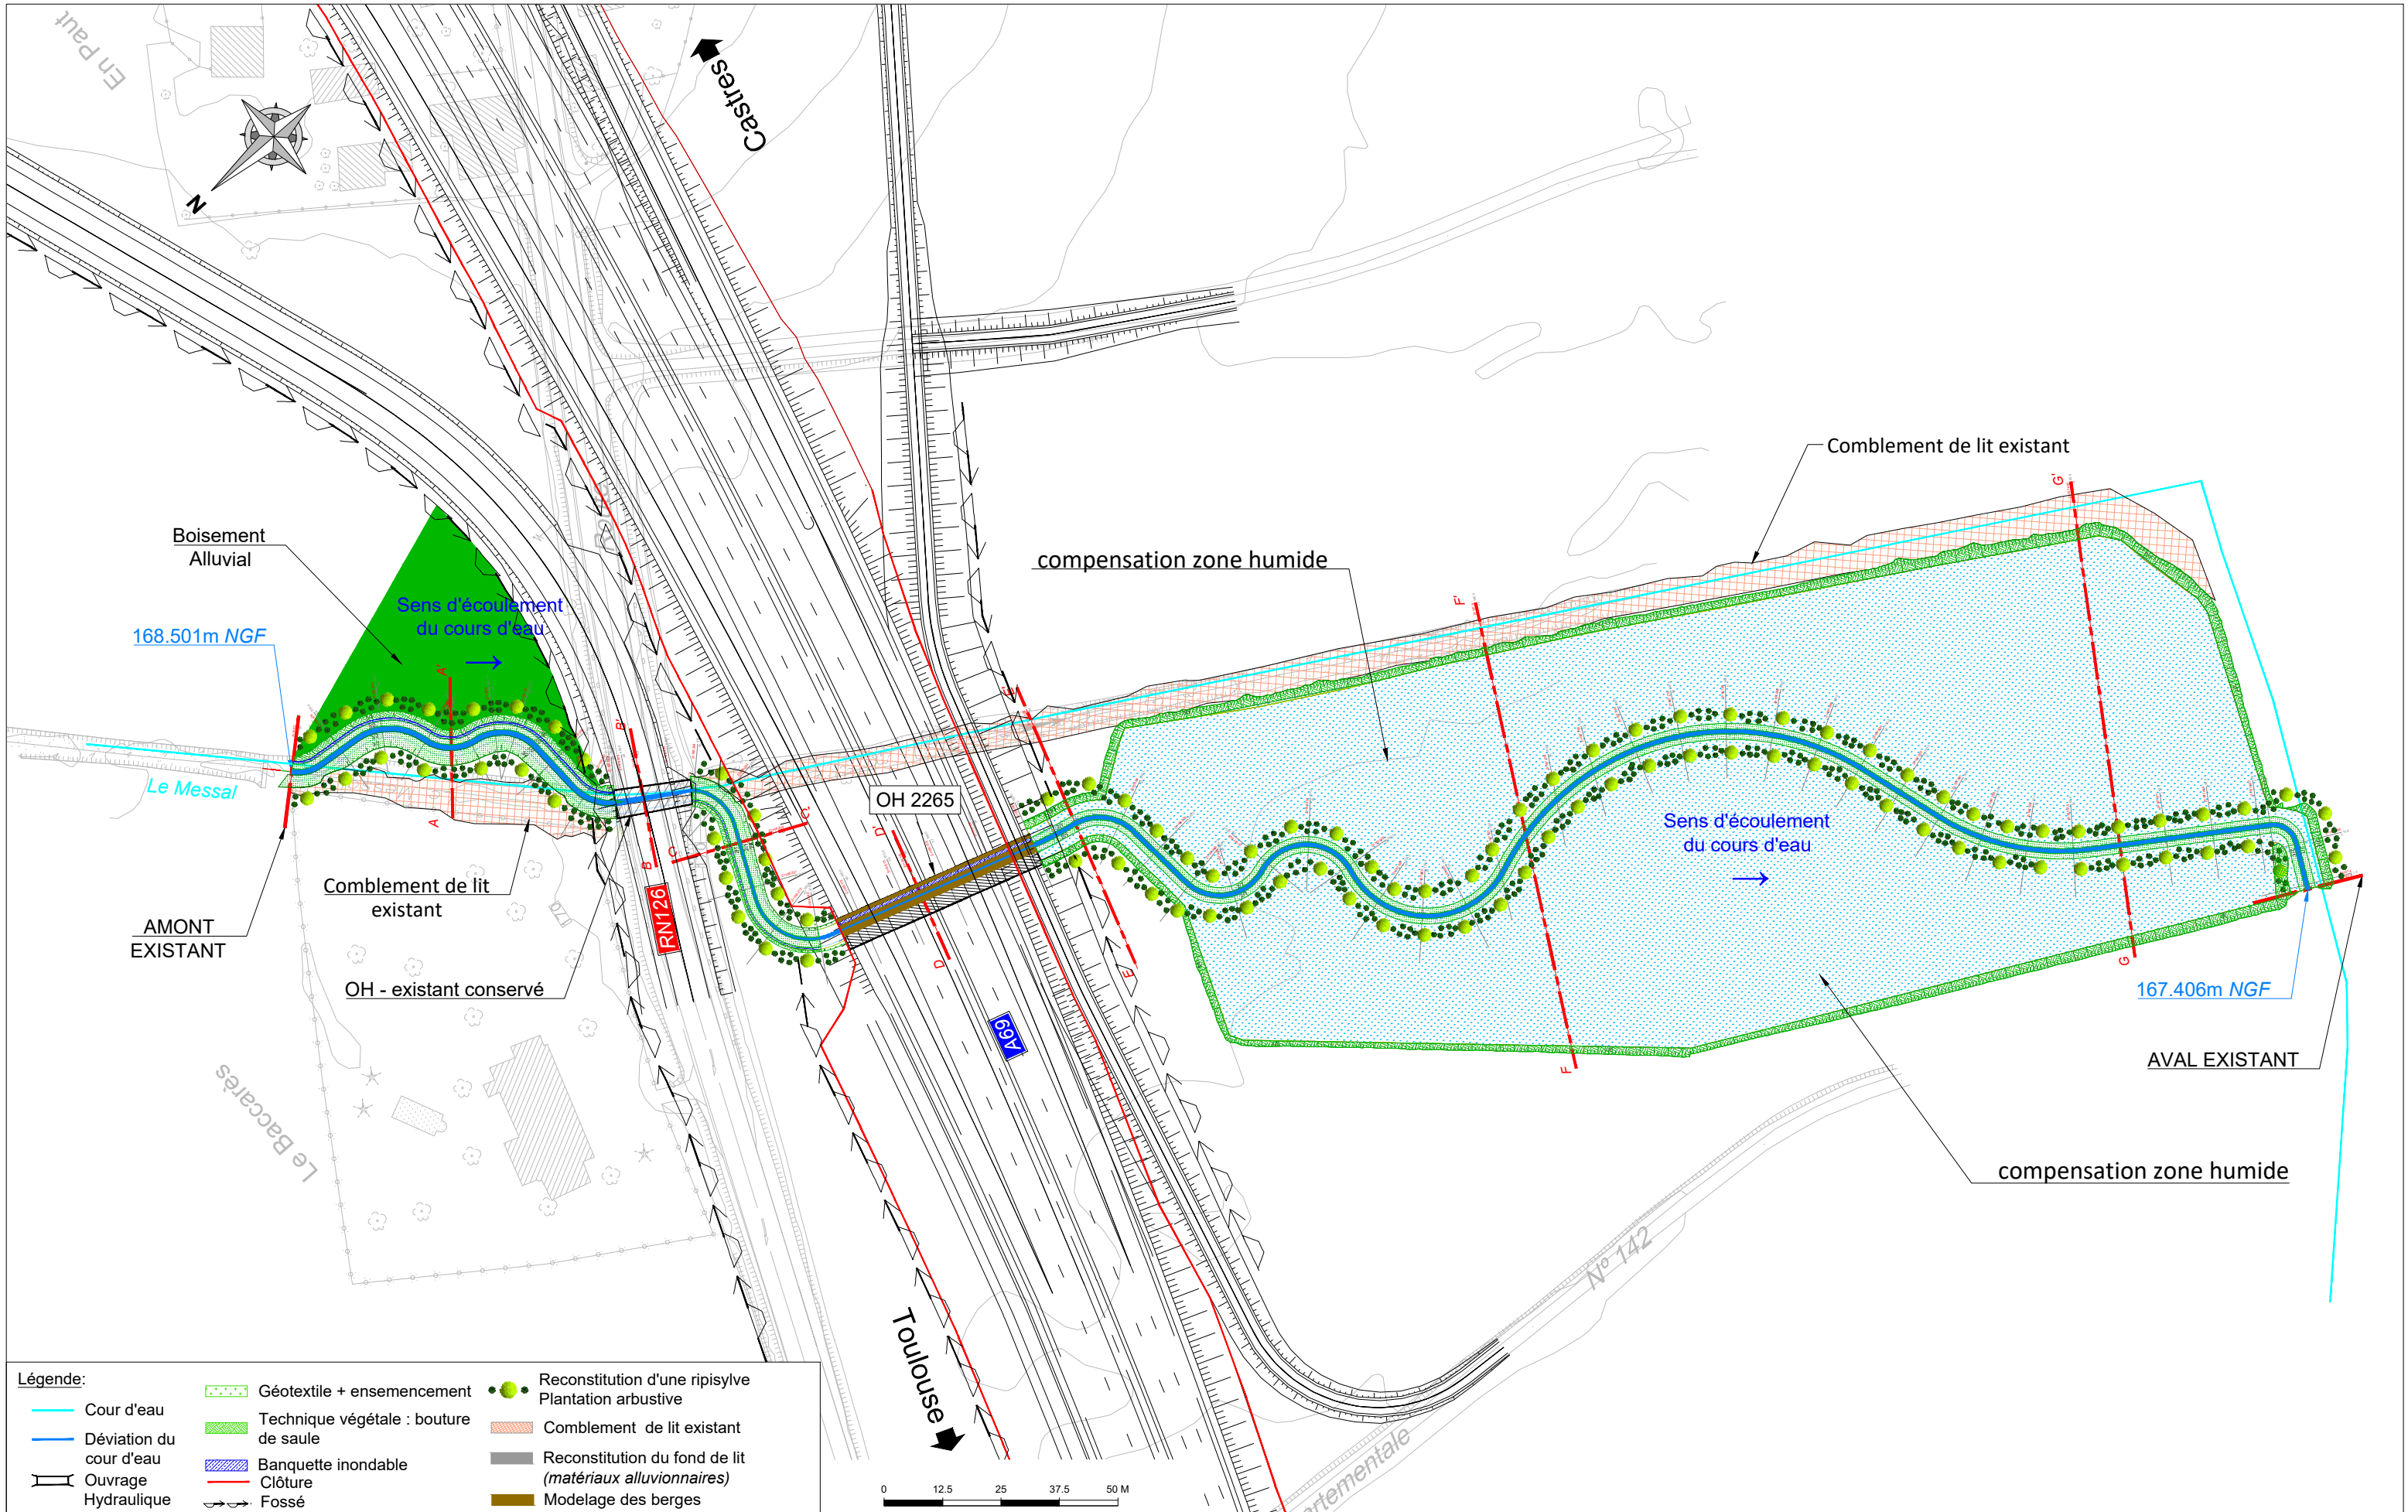 En Paut
N
Castres
Comblement de lit existant
G'
compensation zone humide
Boisement
Alluvial
Sens d'écoulement
du cours d'eau
F'
168.501m NGF
A'
B'
Le Messal
OH 2265
C'
D'
A
Sens d'écoulement
du cours d'eau
C
B
Comblement de lit
existant
RN126
AMONT
EXISTANT
D
E
G
OH - existant conservé
167.406m NGF
A69
F
AVAL EXISTANT
Le Baccarès
compensation zone humide
N° 142
Toulouse
Légende:
Cour d'eau
Déviation du
cour d'eau
Ouvrage
Hydraulique
Géotextile + ensemencement
Technique végétale : bouture
de saule
Banquette inondable
Clôture
Fossé
Reconstitution d'une ripisylve
Plantation arbustive
Comblement de lit existant
Reconstitution du fond de lit
(matériaux alluvionnaires)
Modelage des berges
0 12.5 25 37.5 50 M
artementale